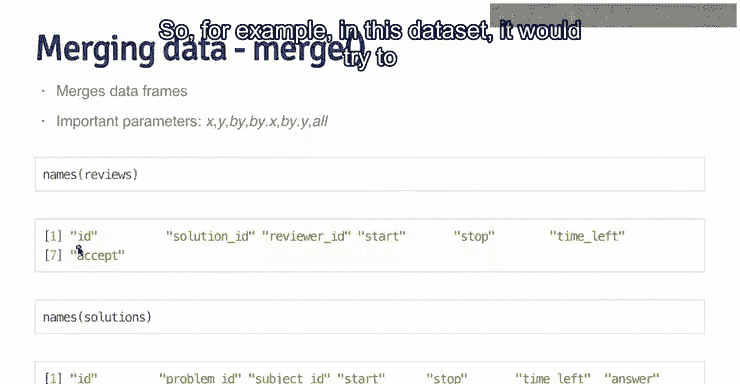 So, for example, in this dataset, it would
try to
Merging data - merge()
· Merges data frames
· Important parameters: x,y,by,by.x,by.y,all
names(reviews)
[1] "id" "solution_id" "reviewer_id" "start" "stop" "time_left"
[7] "accept"
names(solutions)
[1] "id" "problem_id" "subject_id" "start" "stop" "time_left" "answer"